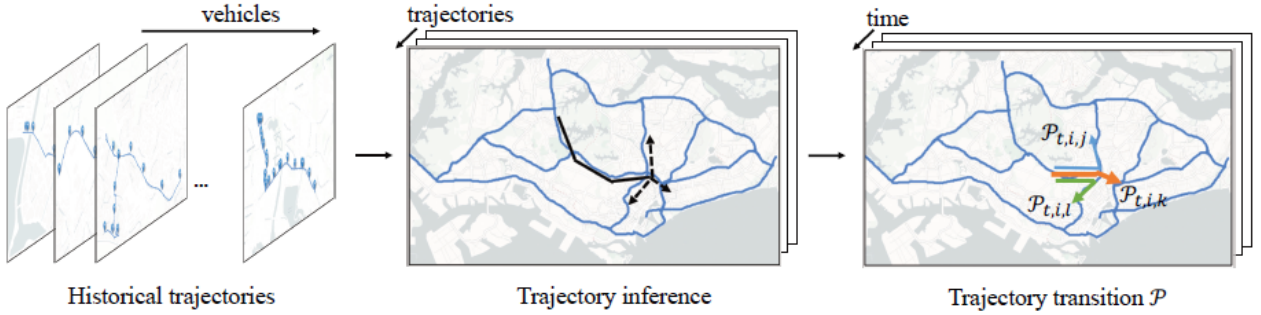 vehicles
trajectories
time
...
𝒫t,i,j
𝒫t,i,k
𝒫t,i,l
Historical trajectories
Trajectory inference
Trajectory transition 𝒫